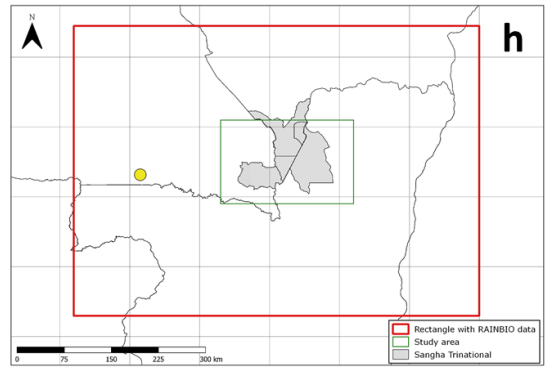 N
h
Rectangle with RAINBIO data
Study area
Sangha Trinational
0 75 150 225 300 km